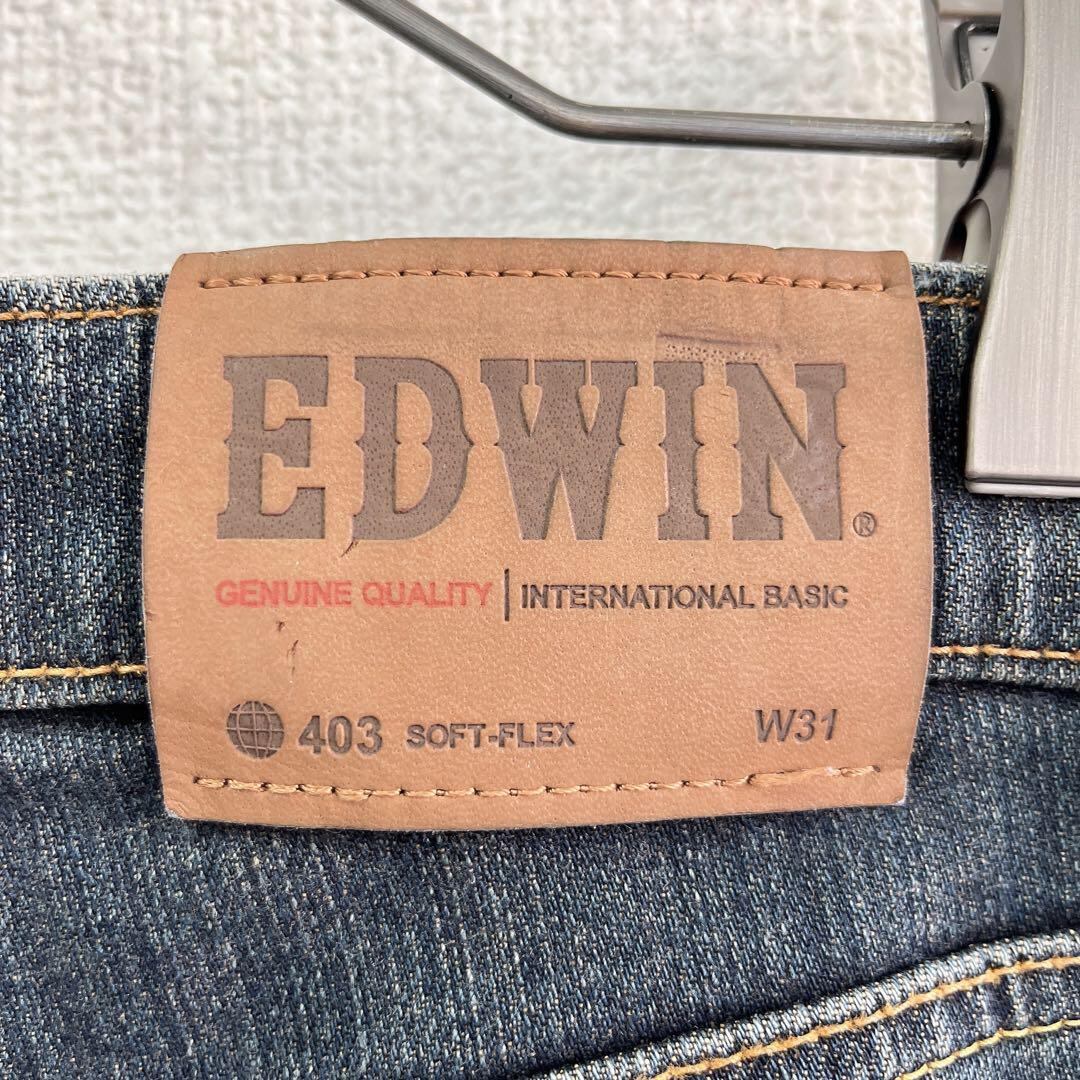 EDWIN®
GENUINE QUALITY | INTERNATIONAL BASIC
403 SOFT-FLEX W31